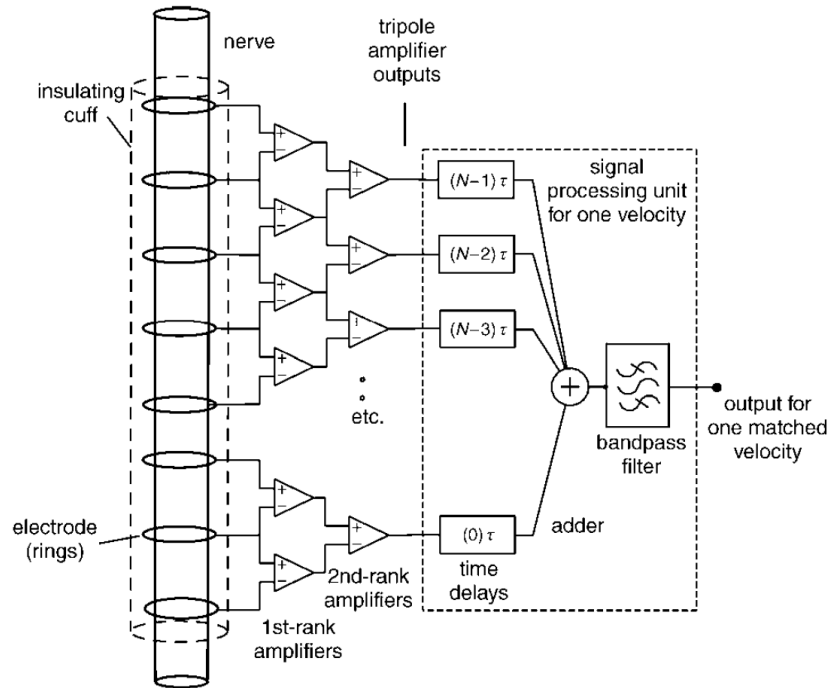 nerve
tripole
amplifier
outputs
insulating
cuff
+
−
+
−
+
−
+
−
+
−
+
−
−
(N−1) τ
(N−2) τ
(N−3) τ
signal
processing unit
for one velocity
etc.
+
bandpass
filter
output for
one matched
velocity
electrode
(rings)
+
−
+
−
+
−
(0) τ
adder
time
delays
2nd-rank
amplifiers
1st-rank
amplifiers